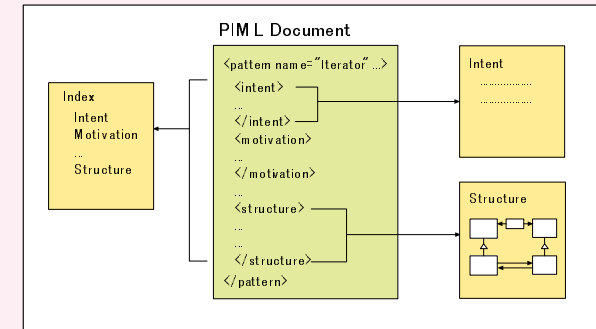 PIML Document
Index
Intent
Motivation
...
Structure
<pattern name="Iterator" ...>
<intent>
...
</intent>
<motivation>
...
</motivation>
...
<structure>
...
...
</structure>
</pattern>
Intent
..................
..................
Structure